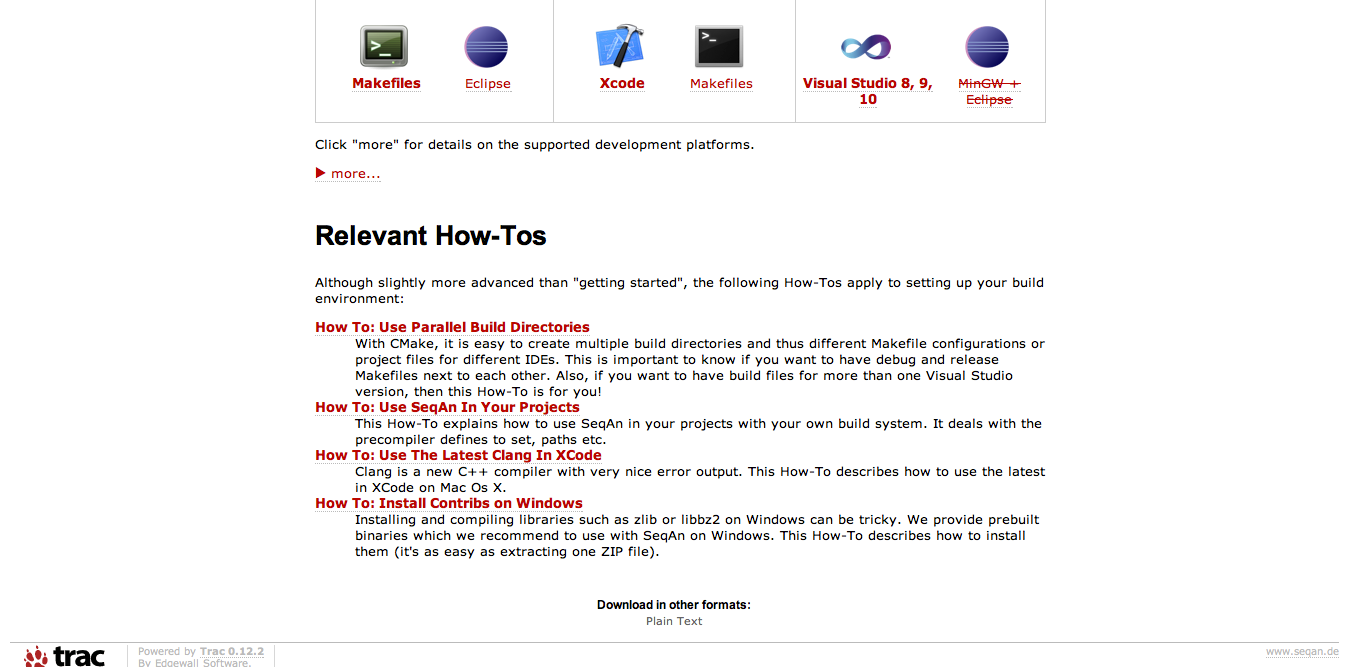 >_
>_
Makefiles
Eclipse
Xcode
Makefiles
Visual Studio 8, 9,
10
MinGW +
Eclipse
Click "more" for details on the supported development platforms.
more...
Relevant How-Tos
Although slightly more advanced than "getting started", the following How-Tos apply to setting up your build
environment:
How To: Use Parallel Build Directories
With CMake, it is easy to create multiple build directories and thus different Makefile configurations or
project files for different IDEs. This is important to know if you want to have debug and release
Makefiles next to each other. Also, if you want to have build files for more than one Visual Studio
version, then this How-To is for you!
How To: Use SeqAn In Your Projects
This How-To explains how to use SeqAn in your projects with your own build system. It deals with the
precompiler defines to set, paths etc.
How To: Use The Latest Clang In XCode
Clang is a new C++ compiler with very nice error output. This How-To describes how to use the latest
in XCode on Mac Os X.
How To: Install Contribs on Windows
Installing and compiling libraries such as zlib or libbz2 on Windows can be tricky. We provide prebuilt
binaries which we recommend to use with SeqAn on Windows. This How-To describes how to install
them (it's as easy as extracting one ZIP file).
Download in other formats:
Plain Text
trac
Powered by Trac 0.12.2
By Edgewall Software.
www.seqan.de